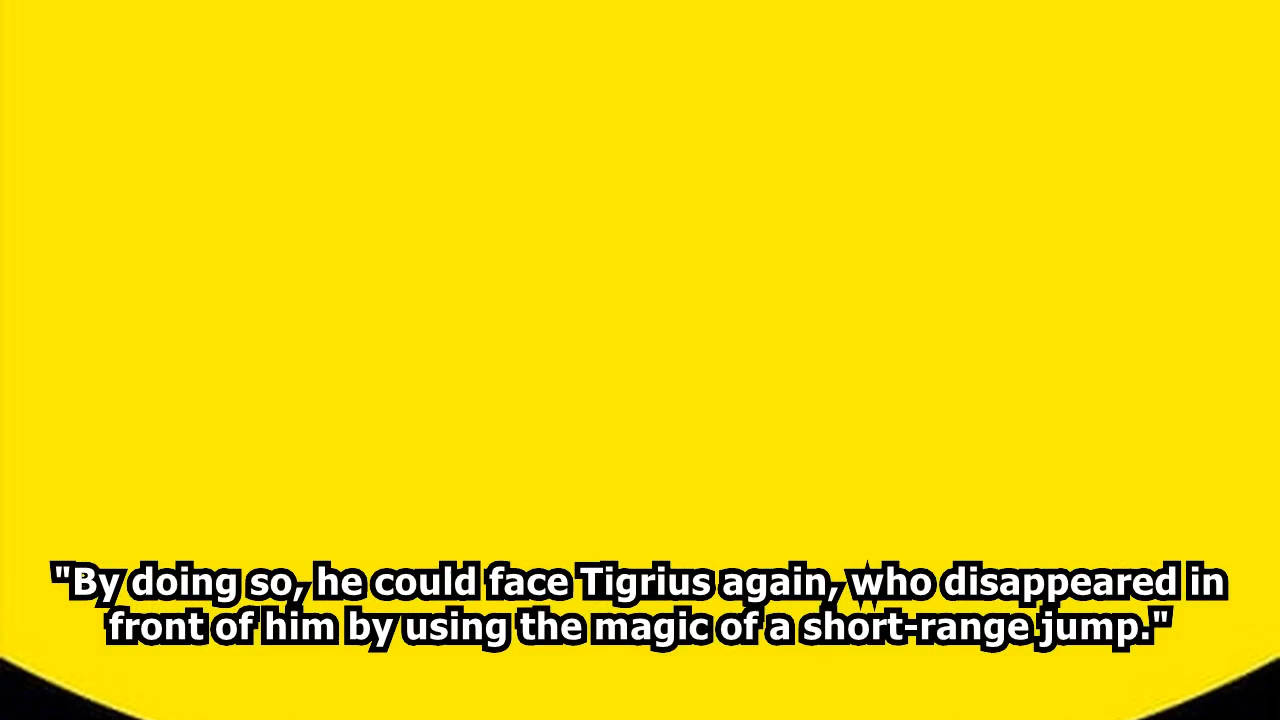 "By doing so, he could face Tigrius again, who disappeared in
front of him by using the magic of a short-range jump."